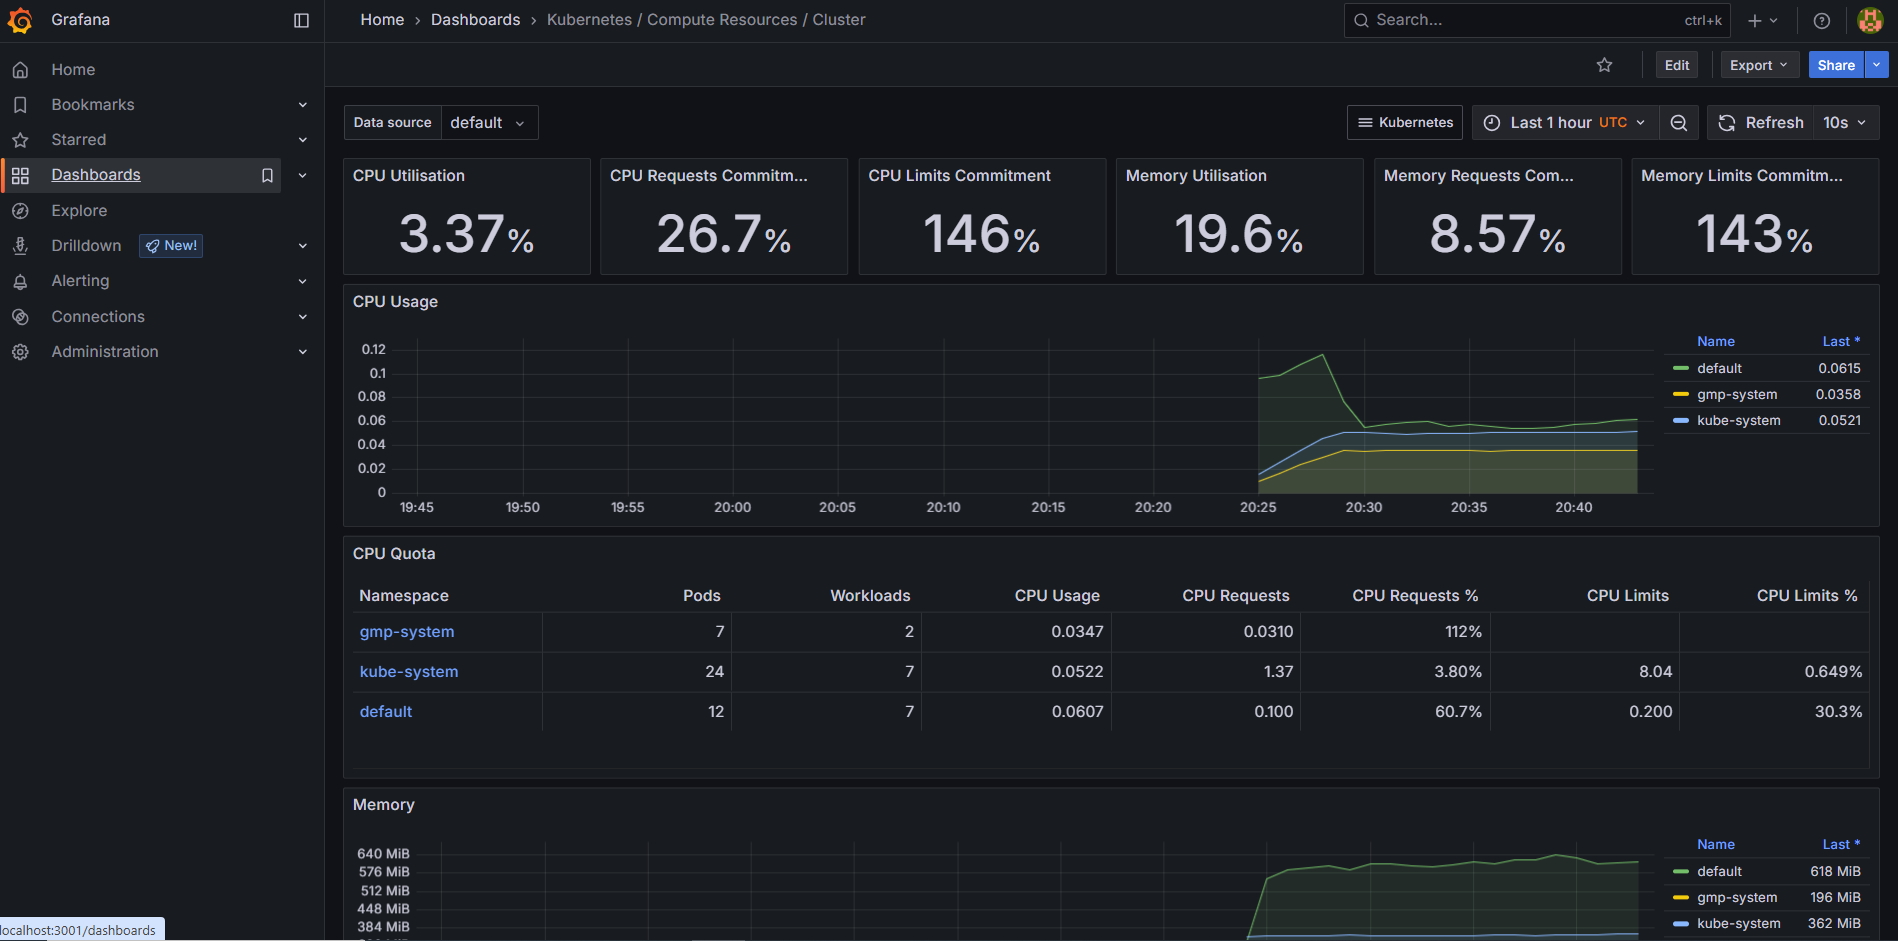 Grafana
Home › Dashboards › Kubernetes / Compute Resources / Cluster
Search... ctrl+k
Home
Bookmarks
Starred
Dashboards
Explore
Drilldown New!
Alerting
Connections
Administration
Edit Export Share
Data source default
Kubernetes Last 1 hour UTC Refresh 10s
CPU Utilisation
3.37%
CPU Requests Commitm...
26.7%
CPU Limits Commitment
146%
Memory Utilisation
19.6%
Memory Requests Com...
8.57%
Memory Limits Commitm...
143%
CPU Usage
0.12
0.1
0.08
0.06
0.04
0.02
0
19:45 19:50 19:55 20:00 20:05 20:10 20:15 20:20 20:25 20:30 20:35 20:40
Name Last *
default 0.0615
gmp-system 0.0358
kube-system 0.0521
CPU Quota
Namespace Pods Workloads CPU Usage CPU Requests CPU Requests % CPU Limits CPU Limits %
gmp-system 7 2 0.0347 0.0310 112%
kube-system 24 7 0.0522 1.37 3.80% 8.04 0.649%
default 12 7 0.0607 0.100 60.7% 0.200 30.3%
Memory
640 MiB
576 MiB
512 MiB
448 MiB
384 MiB
Name Last *
default 618 MiB
gmp-system 196 MiB
kube-system 362 MiB
localhost:3001/dashboards